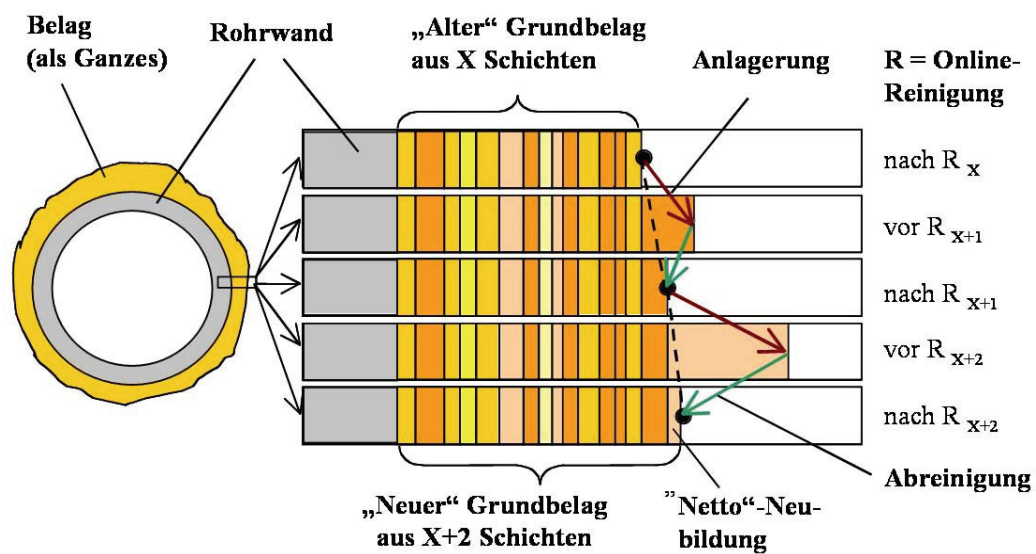 Belag
(als Ganzes)
Rohrwand
„Alter“ Grundbelag
aus X Schichten
Anlagerung
R = Online-
Reinigung
nach R X
vor R X+1
nach R X+1
vor R X+2
nach R X+2
Abreinigung
„Neuer“ Grundbelag
aus X+2 Schichten
”Netto“-Neu-
bildung